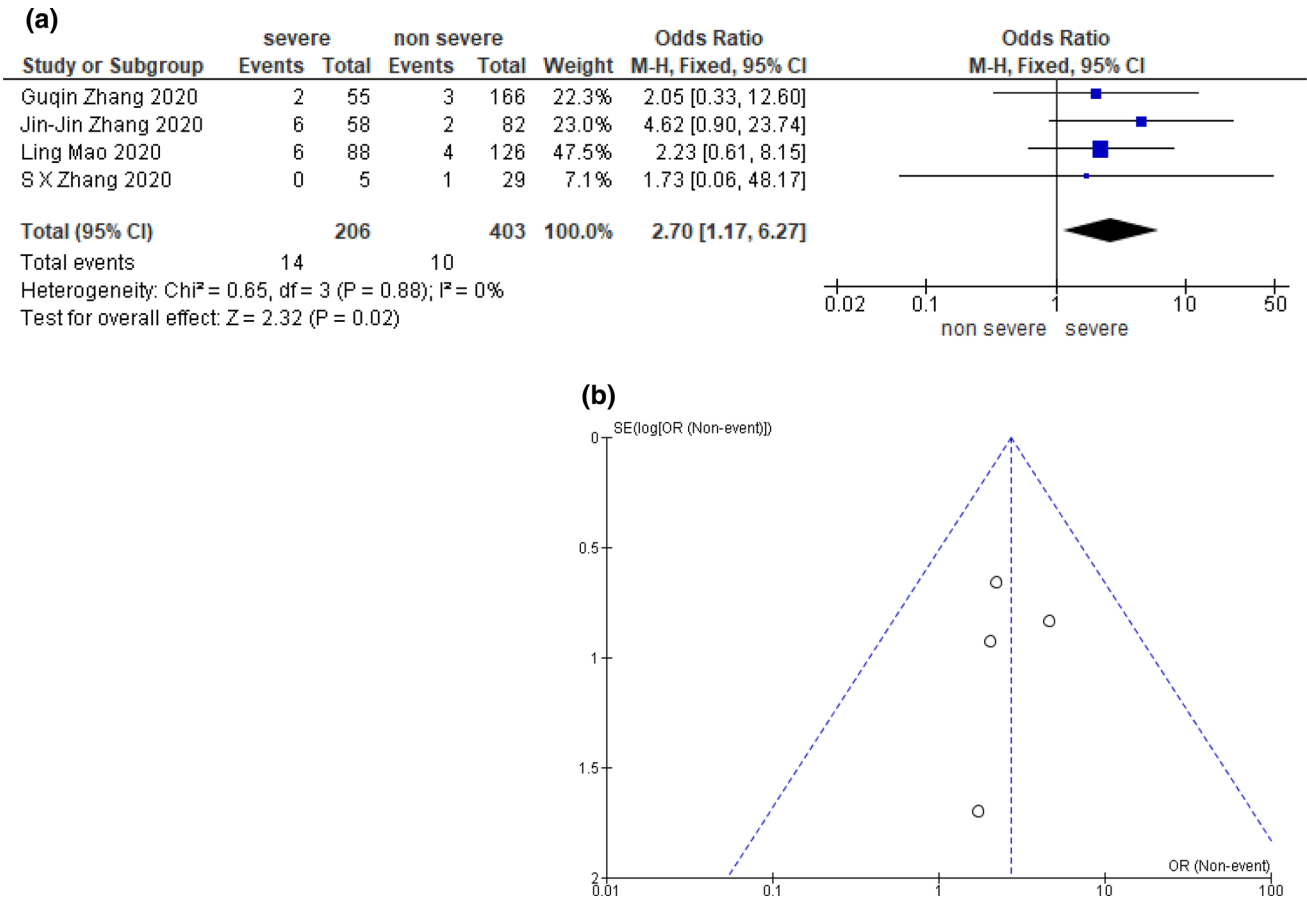 (a)
severe non severe Odds Ratio Odds Ratio
Study or Subgroup Events Total Events Total Weight M-H, Fixed, 95% CI M-H, Fixed, 95% CI
Guqin Zhang 2020 2 55 3 166 22.3% 2.05 [0.33, 12.60]
Jin-Jin Zhang 2020 6 58 2 82 23.0% 4.62 [0.90, 23.74]
Ling Mao 2020 6 88 4 126 47.5% 2.23 [0.61, 8.15]
S X Zhang 2020 0 5 1 29 7.1% 1.73 [0.06, 48.17]
Total (95% CI) 206 403 100.0% 2.70 [1.17, 6.27]
Total events 14 10
Heterogeneity: Chi² = 0.65, df = 3 (P = 0.88); I² = 0%
Test for overall effect: Z = 2.32 (P = 0.02)
0.02 0.1 1 10 50
non severe severe
(b)
SE(log[OR (Non-event)])
0
0.5
1
1.5
2
OR (Non-event)
0.01 0.1 1 10 100